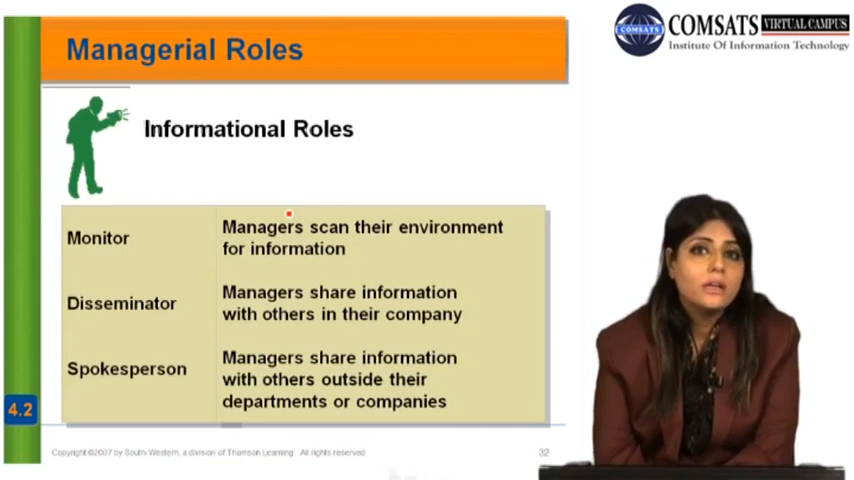 Managerial Roles
COMSATS
COMSATS VIRTUAL CAMPUS
Institute Of Information Technology
Informational Roles
Monitor
Managers scan their environment
for information
Disseminator
Managers share information
with others in their company
Spokesperson
Managers share information
with others outside their
departments or companies
4.2
Copyright ©2007 by South-Western, a division of Thomson Learning. All rights reserved
32